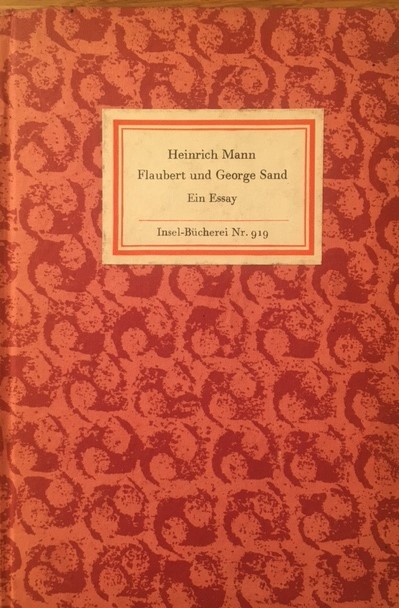 Heinrich Mann
Flaubert und George Sand
Ein Essay
Insel-Bücherei Nr. 919